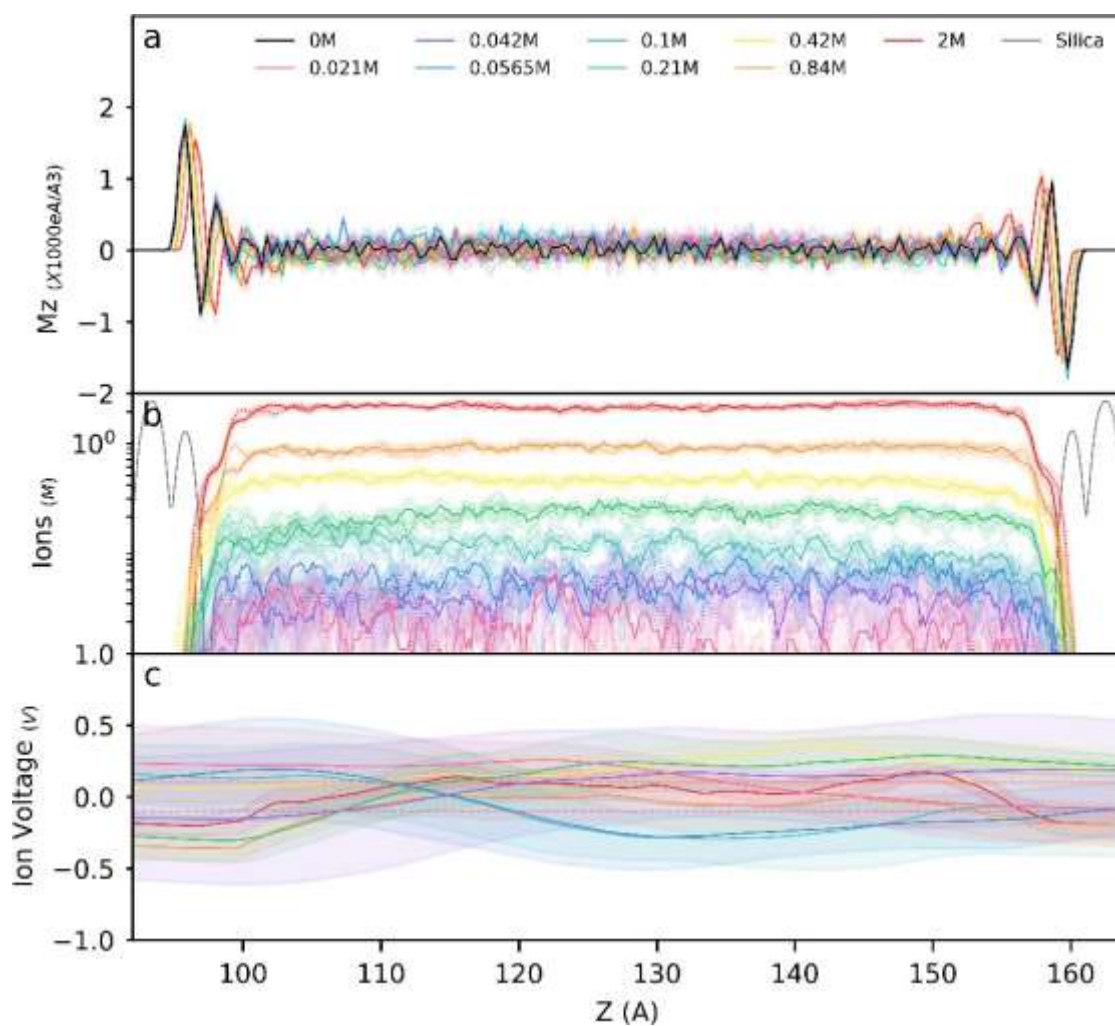 a
0M 0.042M 0.1M 0.42M 2M Silica
0.021M 0.0565M 0.21M 0.84M
2
1
0
−1
−2
Mz (X1000eA/A3)
b
10⁰
Ions (M)
c
1.0
0.5
0.0
−0.5
−1.0
Ion Voltage (V)
100 110 120 130 140 150 160
Z (A)